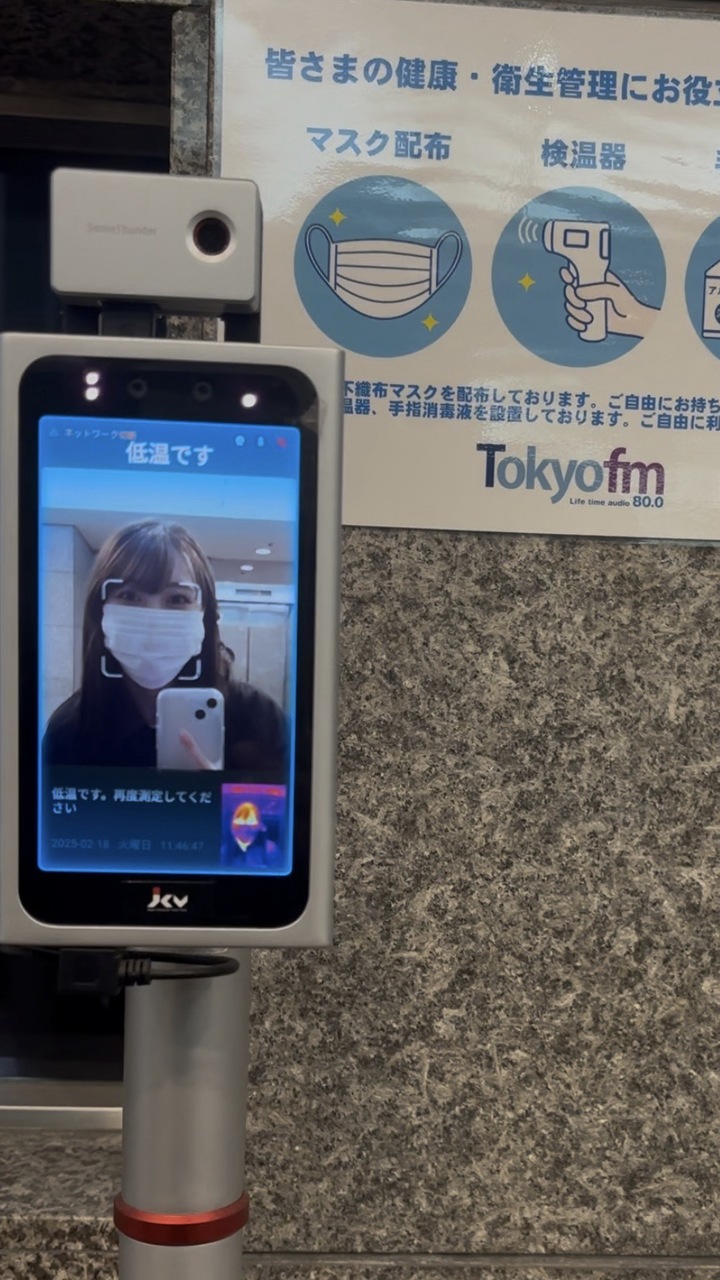 皆さまの健康・衛生管理にお役立
マスク配布
検温器
不織布マスクを配布しております。ご自由にお持ち
温器、手指消毒液を設置しております。ご自由に利
Tokyofm
Life time audio 80.0
SenseThunder
ネットワーク
低温です
低温です。再度測定してくだ
さい
2025-02-18 火曜日 11:46:47
JCV